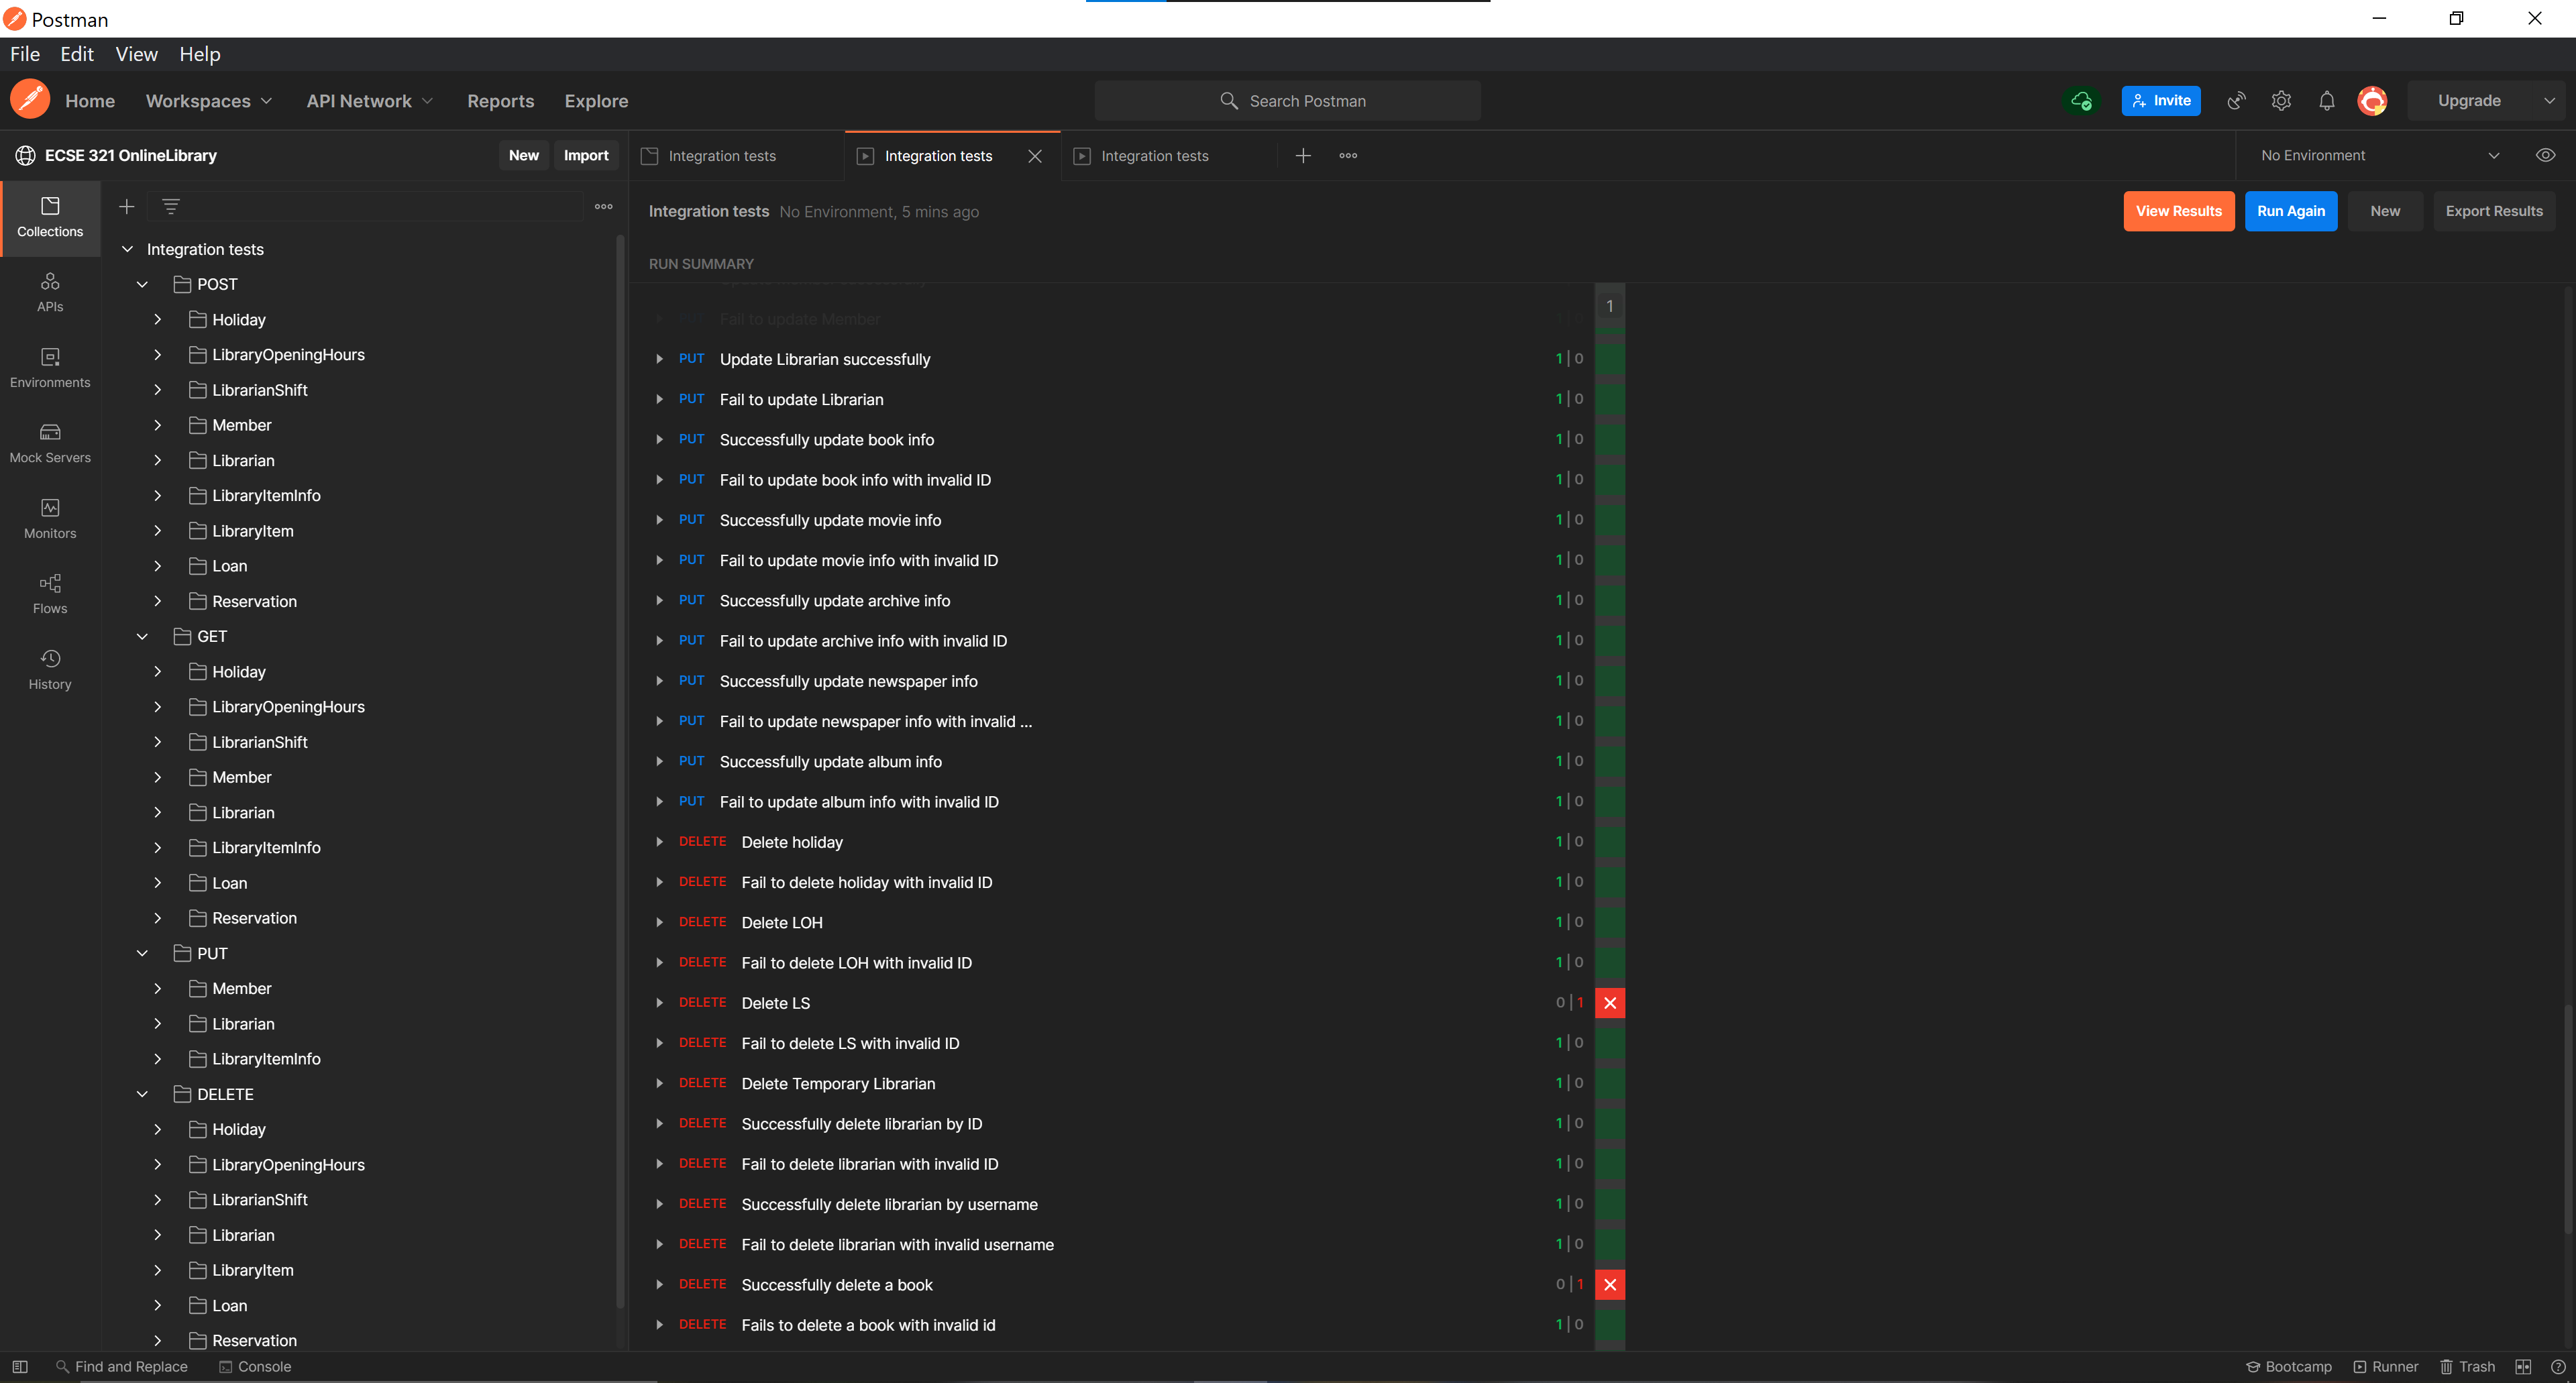 Postman
File Edit View Help
Home Workspaces API Network Reports Explore Search Postman Invite Upgrade
ECSE 321 OnlineLibrary New Import Integration tests Integration tests Integration tests No Environment
Integration tests No Environment, 5 mins ago View Results Run Again New Export Results
RUN SUMMARY
Collections
APIs
Environments
Mock Servers
Monitors
Flows
History
Integration tests
POST
Holiday
LibraryOpeningHours
LibrarianShift
Member
Librarian
LibraryItemInfo
LibraryItem
Loan
Reservation
GET
Holiday
LibraryOpeningHours
LibrarianShift
Member
Librarian
LibraryItemInfo
Loan
Reservation
PUT
Member
Librarian
LibraryItemInfo
DELETE
Holiday
LibraryOpeningHours
LibrarianShift
Librarian
LibraryItem
Loan
Reservation
1
Fail to update Member
PUT Update Librarian successfully 1|0
PUT Fail to update Librarian 1|0
PUT Successfully update book info 1|0
PUT Fail to update book info with invalid ID 1|0
PUT Successfully update movie info 1|0
PUT Fail to update movie info with invalid ID 1|0
PUT Successfully update archive info 1|0
PUT Fail to update archive info with invalid ID 1|0
PUT Successfully update newspaper info 1|0
PUT Fail to update newspaper info with invalid ... 1|0
PUT Successfully update album info 1|0
PUT Fail to update album info with invalid ID 1|0
DELETE Delete holiday 1|0
DELETE Fail to delete holiday with invalid ID 1|0
DELETE Delete LOH 1|0
DELETE Fail to delete LOH with invalid ID 1|0
DELETE Delete LS 0|1
DELETE Fail to delete LS with invalid ID 1|0
DELETE Delete Temporary Librarian 1|0
DELETE Successfully delete librarian by ID 1|0
DELETE Fail to delete librarian with invalid ID 1|0
DELETE Successfully delete librarian by username 1|0
DELETE Fail to delete librarian with invalid username 1|0
DELETE Successfully delete a book 0|1
DELETE Fails to delete a book with invalid id 1|0
Find and Replace Console Bootcamp Runner Trash